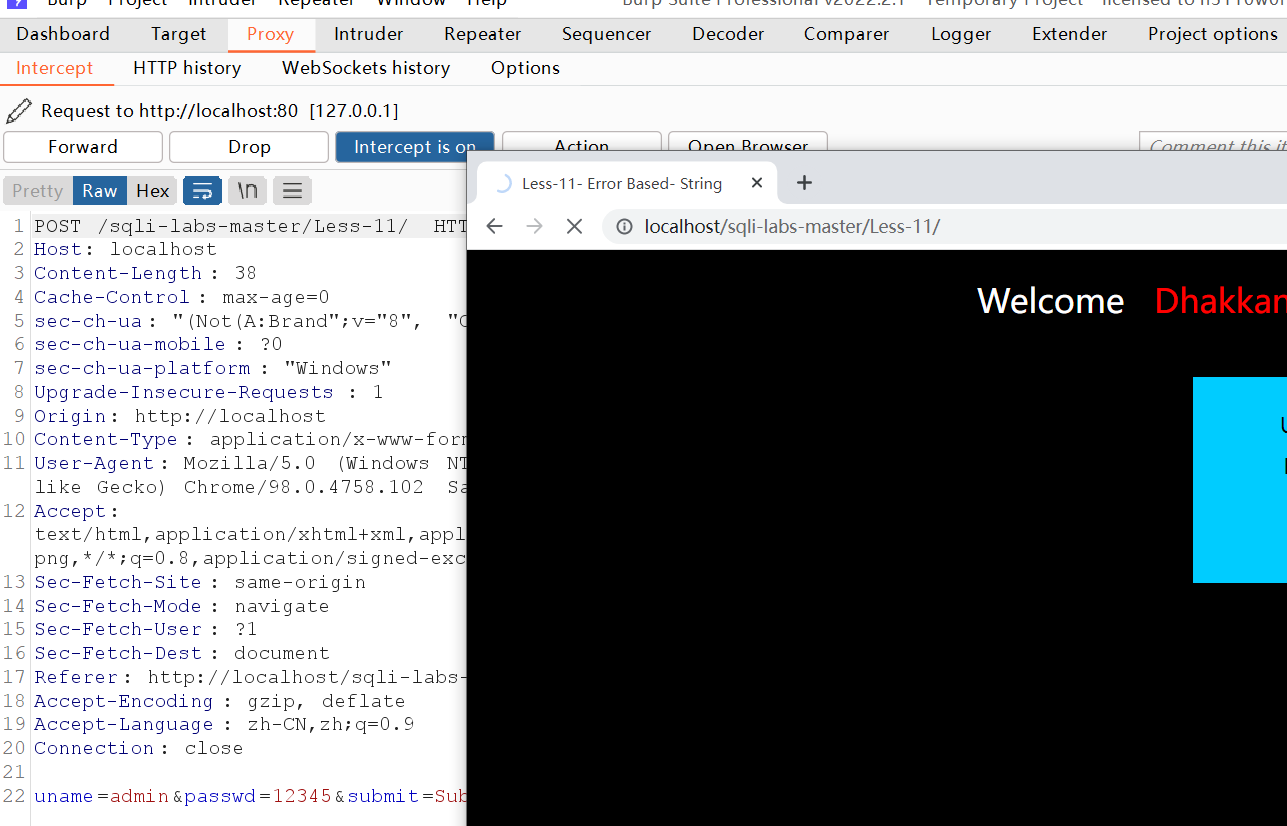 Burp Project Intruder Repeater Window Help Burp Suite Professional v2022.2.1 Temporary Project licensed to
Dashboard Target Proxy Intruder Repeater Sequencer Decoder Comparer Logger Extender Project options
Intercept HTTP history WebSockets history Options
Request to http://localhost:80 [127.0.0.1]
Forward Drop Intercept is on Action Open Browser Comment this
Pretty Raw Hex \n
Less-11- Error Based- String
localhost/sqli-labs-master/Less-11/
1 POST /sqli-labs-master/Less-11/ HTT
2 Host: localhost
3 Content-Length: 38
4 Cache-Control: max-age=0
5 sec-ch-ua: "(Not(A:Brand";v="8", "C
6 sec-ch-ua-mobile: ?0
7 sec-ch-ua-platform: "Windows"
8 Upgrade-Insecure-Requests: 1
9 Origin: http://localhost
10 Content-Type: application/x-www-form
11 User-Agent: Mozilla/5.0 (Windows NT
like Gecko) Chrome/98.0.4758.102 Sa
12 Accept:
text/html,application/xhtml+xml,appl
png,*/*;q=0.8,application/signed-exc
13 Sec-Fetch-Site: same-origin
14 Sec-Fetch-Mode: navigate
15 Sec-Fetch-User: ?1
16 Sec-Fetch-Dest: document
17 Referer: http://localhost/sqli-labs-
18 Accept-Encoding: gzip, deflate
19 Accept-Language: zh-CN,zh;q=0.9
20 Connection: close
21
22 uname=admin&passwd=12345&submit=Sub
Welcome Dhakkan